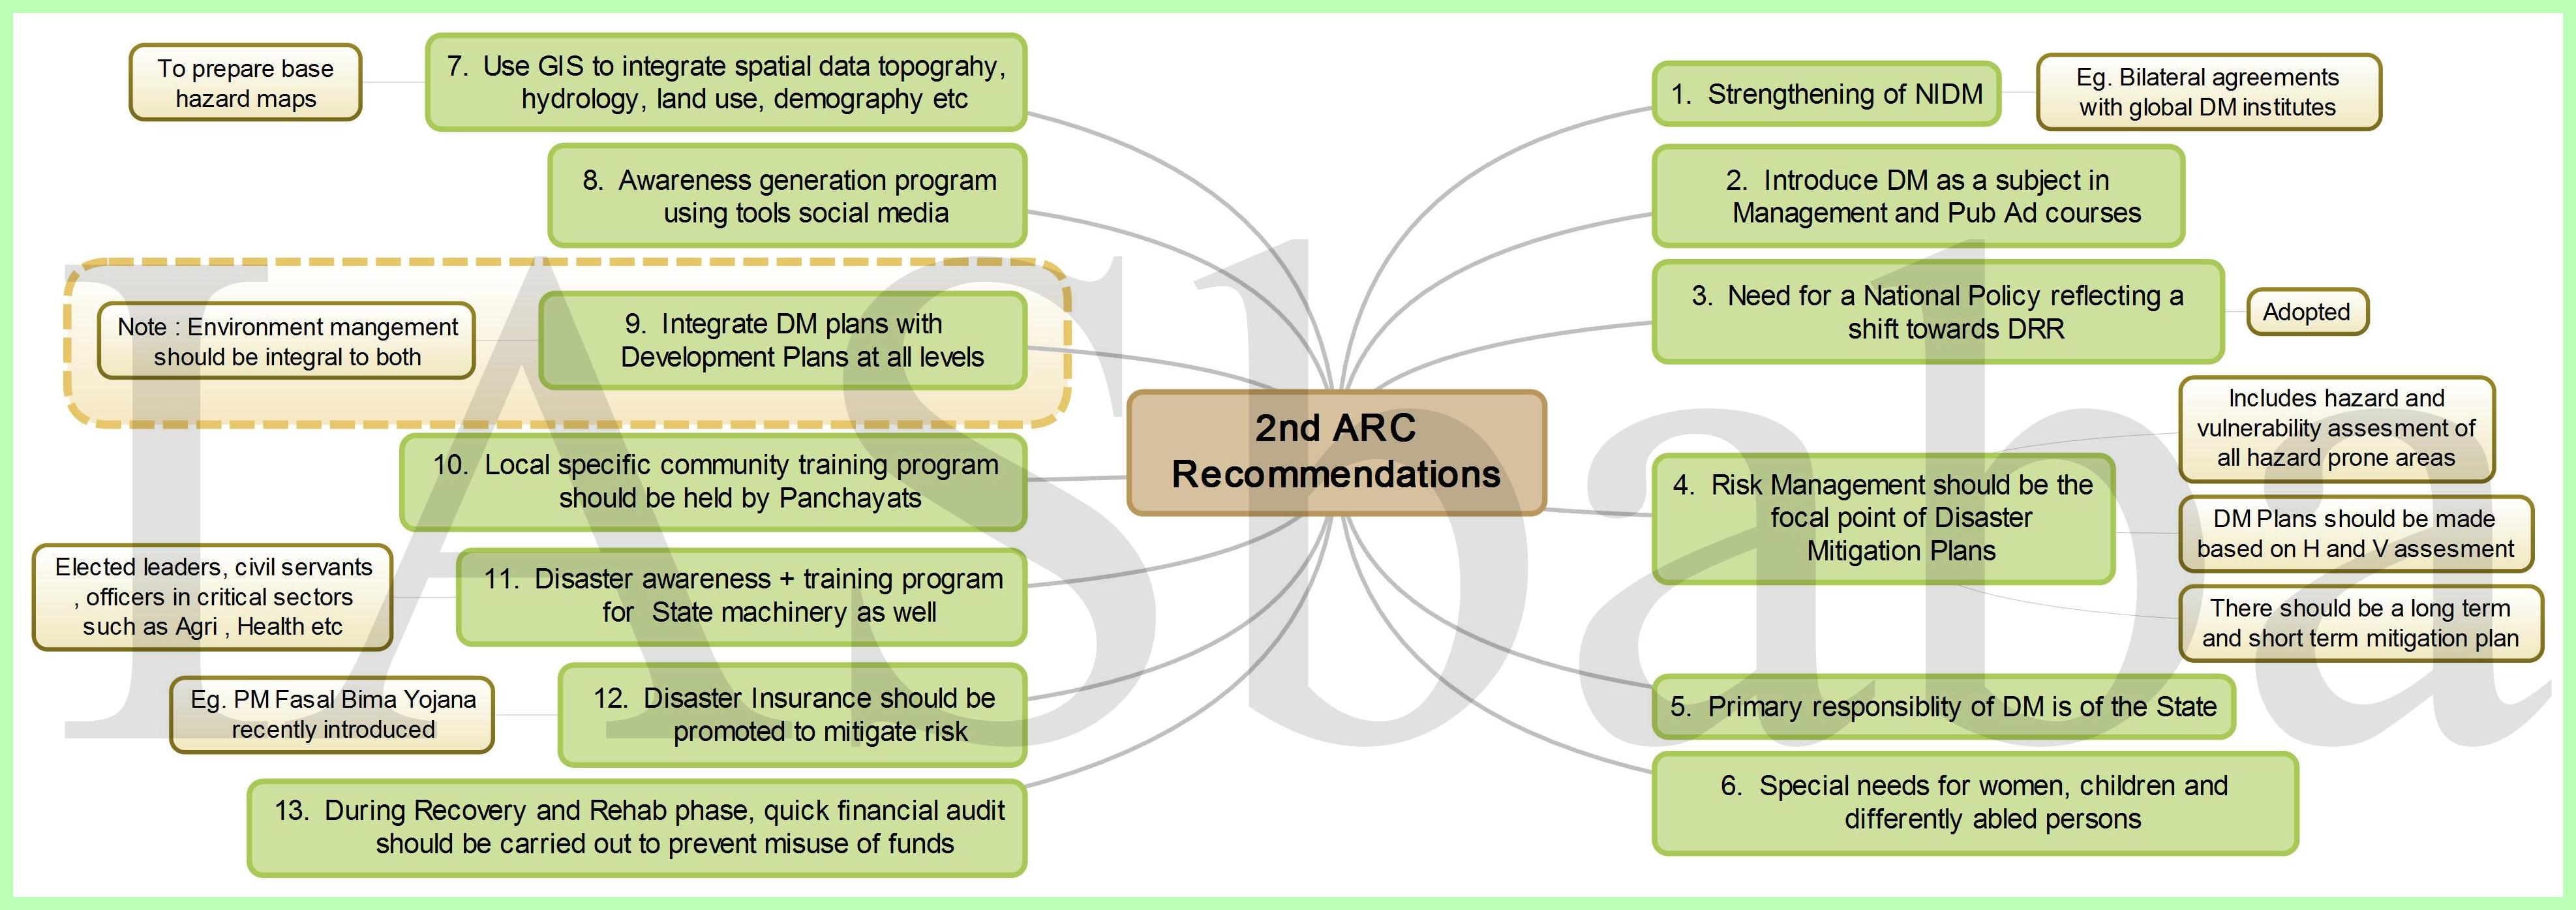 2nd ARC
Recommendations
1. Strengthening of NIDM
Eg. Bilateral agreements
with global DM institutes
2. Introduce DM as a subject in
Management and Pub Ad courses
3. Need for a National Policy reflecting a
shift towards DRR
Adopted
4. Risk Management should be the
focal point of Disaster
Mitigation Plans
Includes hazard and
vulnerability assesment of
all hazard prone areas
DM Plans should be made
based on H and V assesment
There should be a long term
and short term mitigation plan
5. Primary responsiblity of DM is of the State
6. Special needs for women, children and
differently abled persons
7. Use GIS to integrate spatial data topograhy,
hydrology, land use, demography etc
To prepare base
hazard maps
8. Awareness generation program
using tools social media
9. Integrate DM plans with
Development Plans at all levels
Note : Environment mangement
should be integral to both
10. Local specific community training program
should be held by Panchayats
11. Disaster awareness + training program
for State machinery as well
Elected leaders, civil servants
, officers in critical sectors
such as Agri , Health etc
12. Disaster Insurance should be
promoted to mitigate risk
Eg. PM Fasal Bima Yojana
recently introduced
13. During Recovery and Rehab phase, quick financial audit
should be carried out to prevent misuse of funds
IASbaba